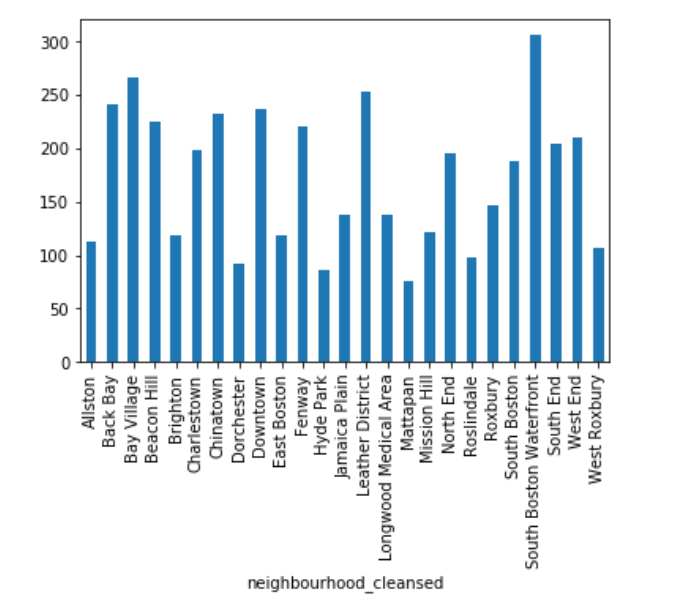 300
250
200
150
100
50
0
Allston
Back Bay
Bay Village
Beacon Hill
Brighton
Charlestown
Chinatown
Dorchester
Downtown
East Boston
Fenway
Hyde Park
Jamaica Plain
Leather District
Longwood Medical Area
Mattapan
Mission Hill
North End
Roslindale
Roxbury
South Boston
South Boston Waterfront
South End
West End
West Roxbury
neighbourhood_cleansed